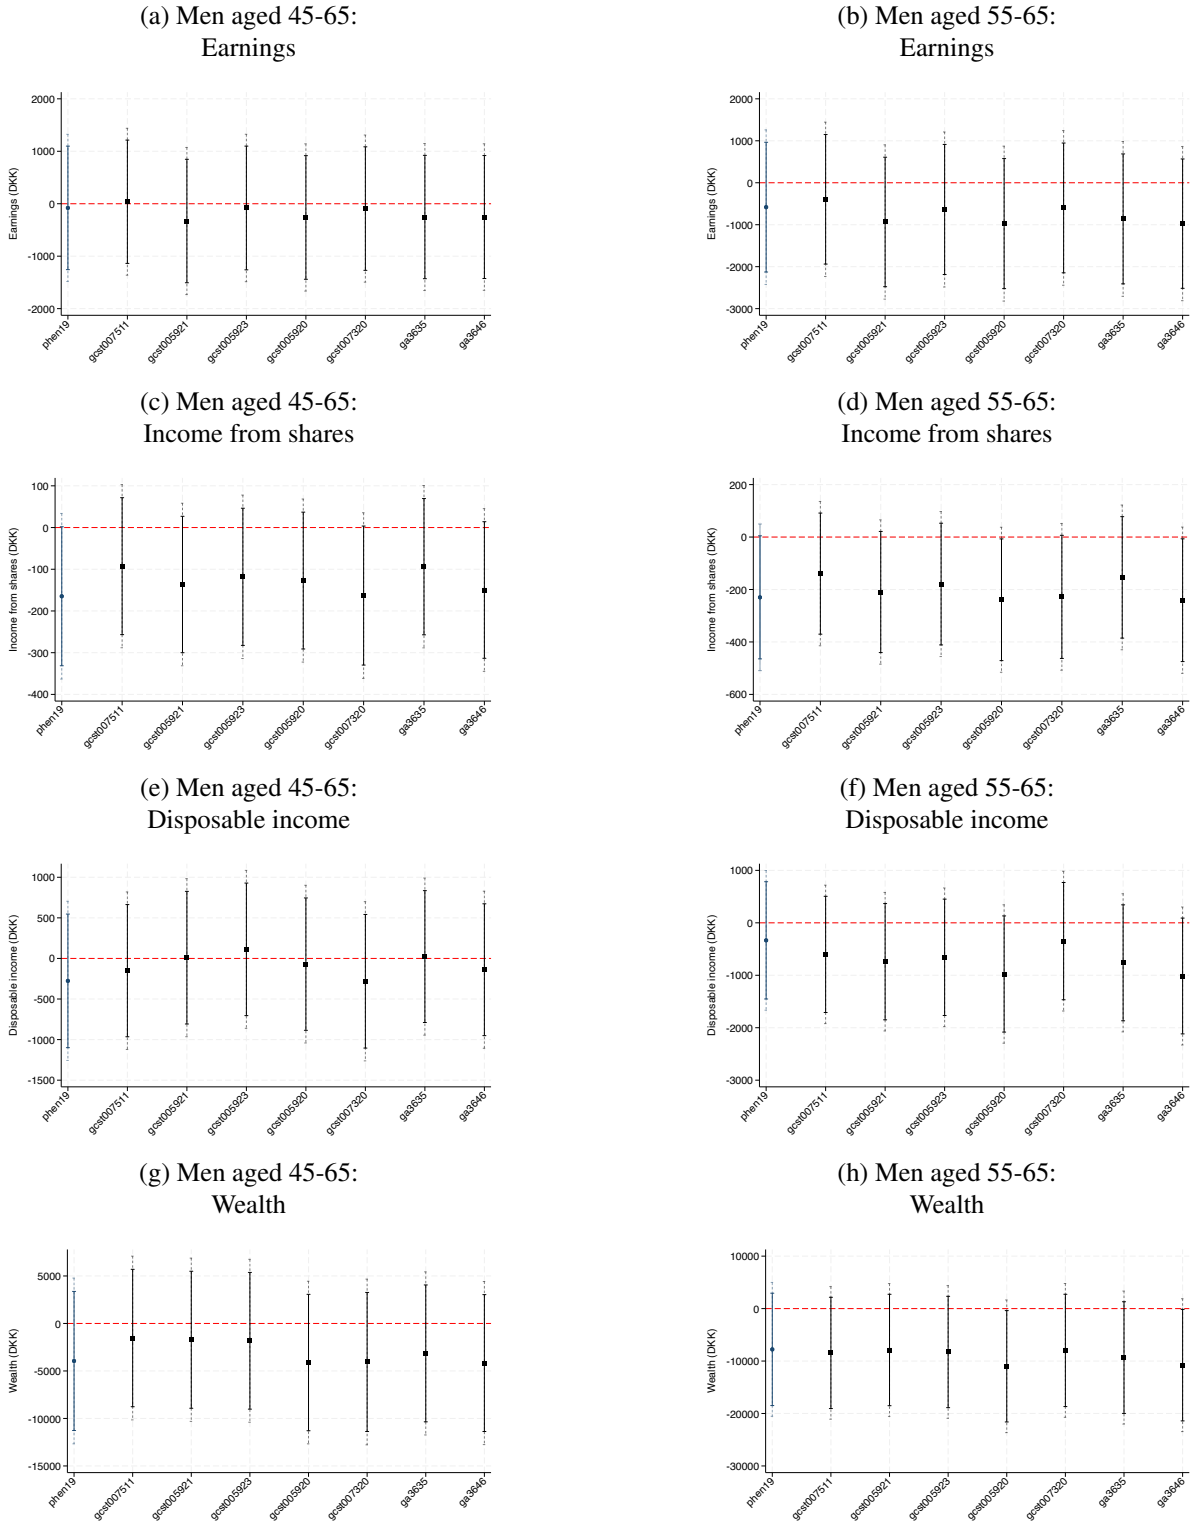 (a) Men aged 45-65:
Earnings
Earnings (DKK)
2000
1000
0
-1000
-2000
phen19
gcst007511
gcst005921
gcst005923
gcst005920
gcst007320
ga3635
ga3646
(b) Men aged 55-65:
Earnings
Earnings (DKK)
2000
1000
0
-1000
-2000
-3000
phen19
gcst007511
gcst005921
gcst005923
gcst005920
gcst007320
ga3635
ga3646
(c) Men aged 45-65:
Income from shares
Income from shares (DKK)
100
0
-100
-200
-300
-400
phen19
gcst007511
gcst005921
gcst005923
gcst005920
gcst007320
ga3635
ga3646
(d) Men aged 55-65:
Income from shares
Income from shares (DKK)
200
0
-200
-400
-600
phen19
gcst007511
gcst005921
gcst005923
gcst005920
gcst007320
ga3635
ga3646
(e) Men aged 45-65:
Disposable income
Disposable income (DKK)
1000
500
0
-500
-1000
-1500
phen19
gcst007511
gcst005921
gcst005923
gcst005920
gcst007320
ga3635
ga3646
(f) Men aged 55-65:
Disposable income
Disposable income (DKK)
1000
0
-1000
-2000
-3000
phen19
gcst007511
gcst005921
gcst005923
gcst005920
gcst007320
ga3635
ga3646
(g) Men aged 45-65:
Wealth
Wealth (DKK)
5000
0
-5000
-10000
-15000
phen19
gcst007511
gcst005921
gcst005923
gcst005920
gcst007320
ga3635
ga3646
(h) Men aged 55-65:
Wealth
Wealth (DKK)
10000
0
-10000
-20000
-30000
phen19
gcst007511
gcst005921
gcst005923
gcst005920
gcst007320
ga3635
ga3646